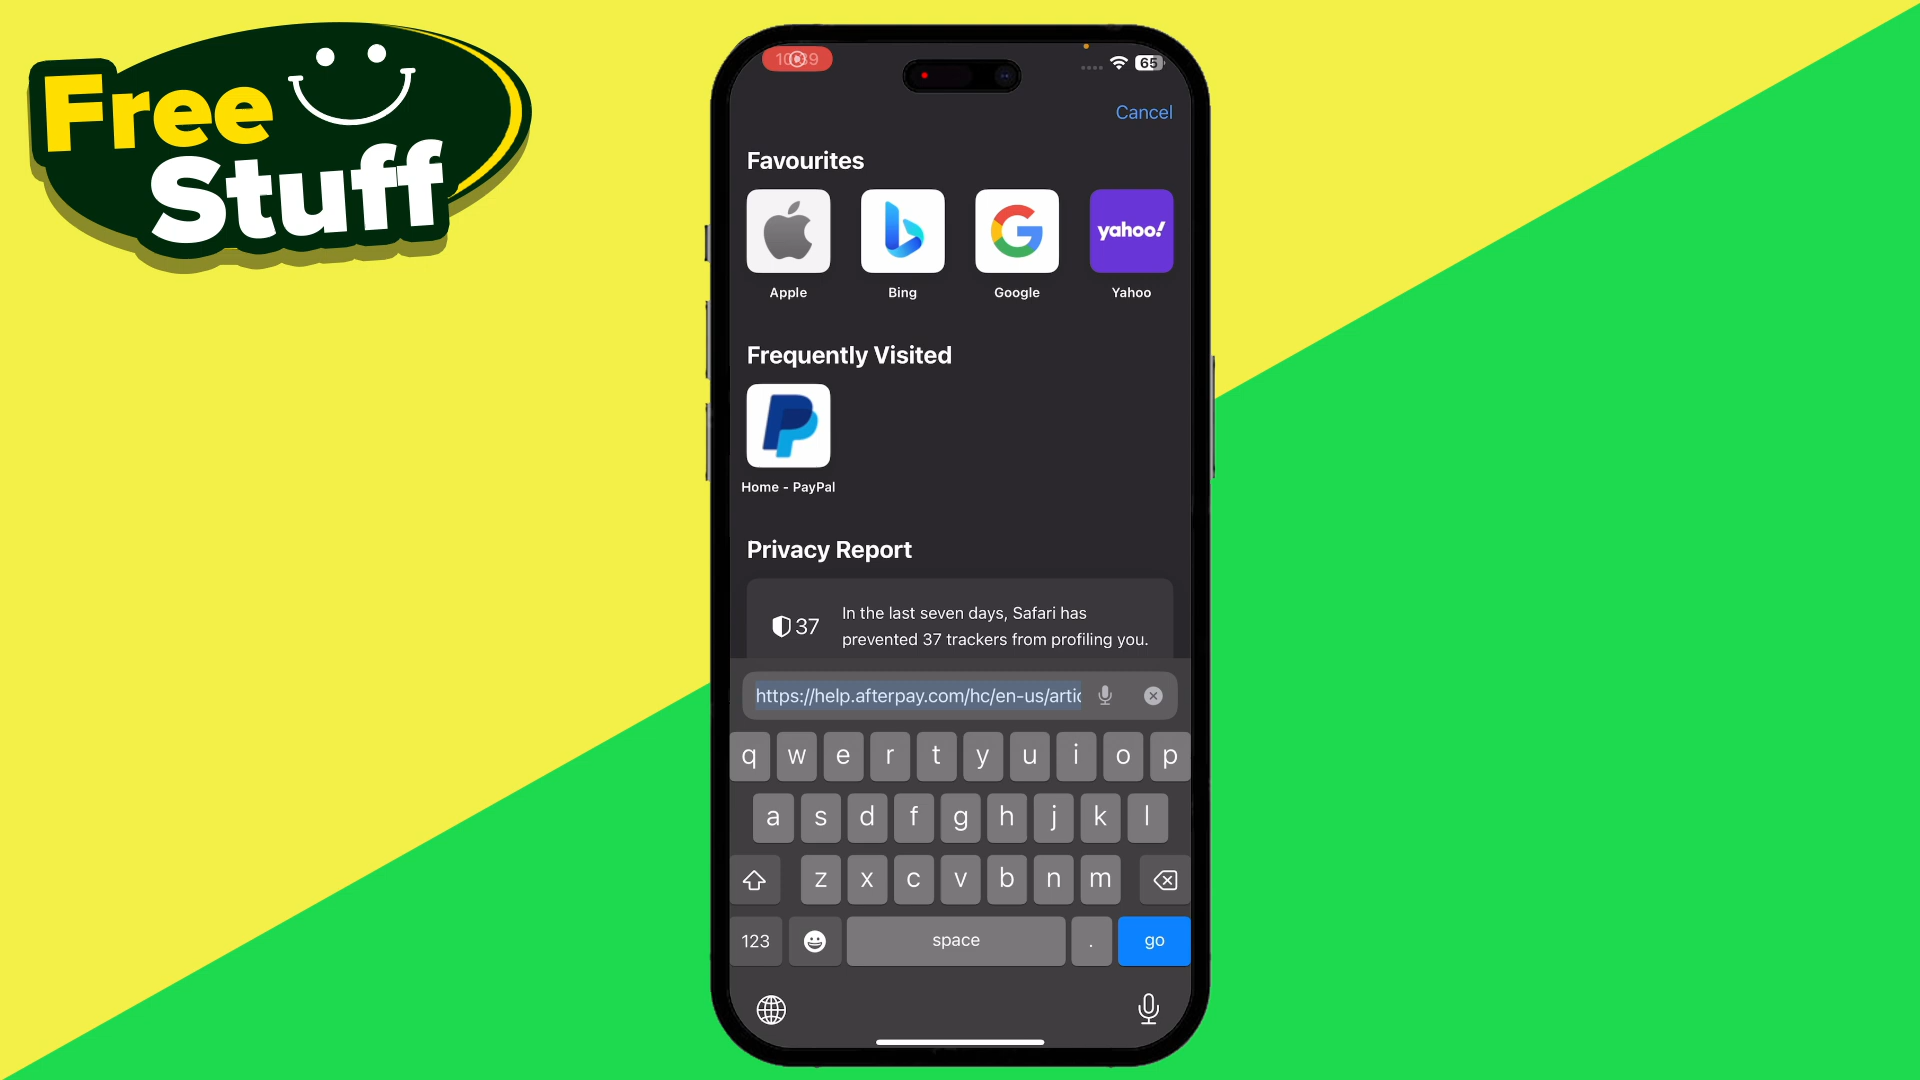 Free
Stuff
65
Cancel
Favourites
yahoo!
Apple
Bing
Google
Yahoo
Frequently Visited
Home - PayPal
Privacy Report
37
In the last seven days, Safari has
prevented 37 trackers from profiling you.
https://help.afterpay.com/hc/en-us/artic
q w e r t y u i o p
a s d f g h j k l
z x c v b n m
123
space
.
go